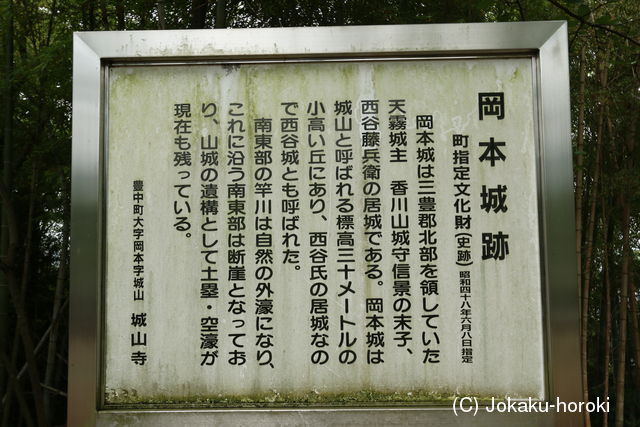 岡本城跡
町指定文化財（史跡）昭和四十八年六月八日指定
岡本城は三豊郡北部を領していた
天霧城主　香川山城守信景の末子、
西谷藤兵衛の居城である。岡本城は
城山と呼ばれる標高三十メートルの
小高い丘にあり、西谷氏の居城なの
で西谷城とも呼ばれた。
南東部の竿川は自然の外濠になり、
これに沿う南東部は断崖となってお
り、山城の遺構として土塁・空濠が
現在も残っている。
豊中町大字岡本字城山　城山寺
(C) Jokaku-horoki